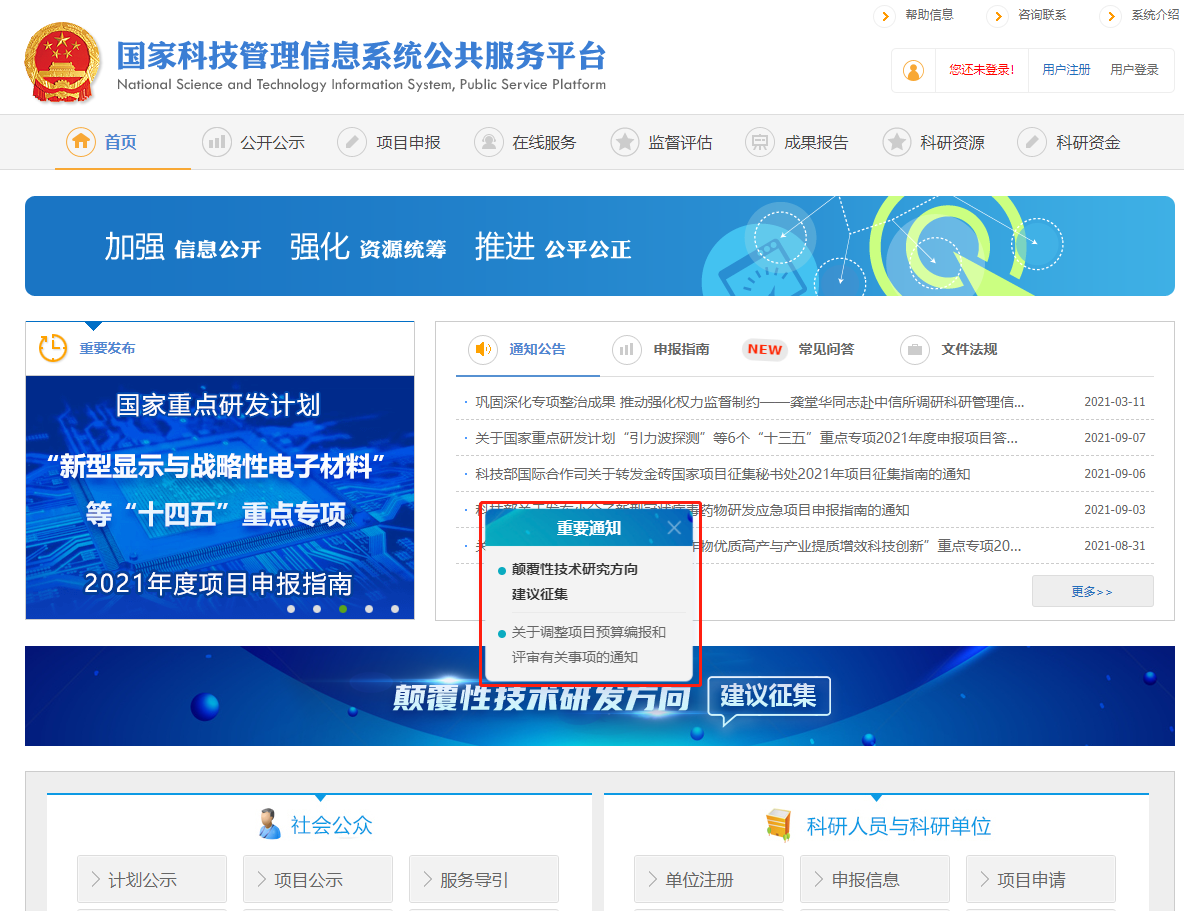 帮助信息
咨询联系
系统介绍
国家科技管理信息系统公共服务平台
National Science and Technology Information System, Public Service Platform
您还未登录!
用户注册
用户登录
首页
公开公示
项目申报
在线服务
监督评估
成果报告
科研资源
科研资金
加强 信息公开 强化 资源统筹 推进 公平公正
重要发布
国家重点研发计划
“新型显示与战略性电子材料”
等“十四五”重点专项
2021年度项目申报指南
通知公告
申报指南
NEW 常见问答
文件法规
· 巩固深化专项整治成果 推动强化权力监督制约——龚堂华同志赴中信所调研科研管理信... 2021-03-11
· 关于国家重点研发计划“引力波探测”等6个“十三五”重点专项2021年度申报项目答... 2021-09-07
· 科技部国际合作司关于转发金砖国家项目征集秘书处2021年项目征集指南的通知 2021-09-06
药物研发应急项目申报指南的通知 2021-09-03
物优质高产与产业提质增效科技创新”重点专项20... 2021-08-31
更多>>
重要通知
颠覆性技术研究方向
建议征集
关于调整项目预算编报和
评审有关事项的通知
颠覆性技术研发方向 建议征集
社会公众
计划公示
项目公示
服务导引
科研人员与科研单位
单位注册
申报信息
项目申请